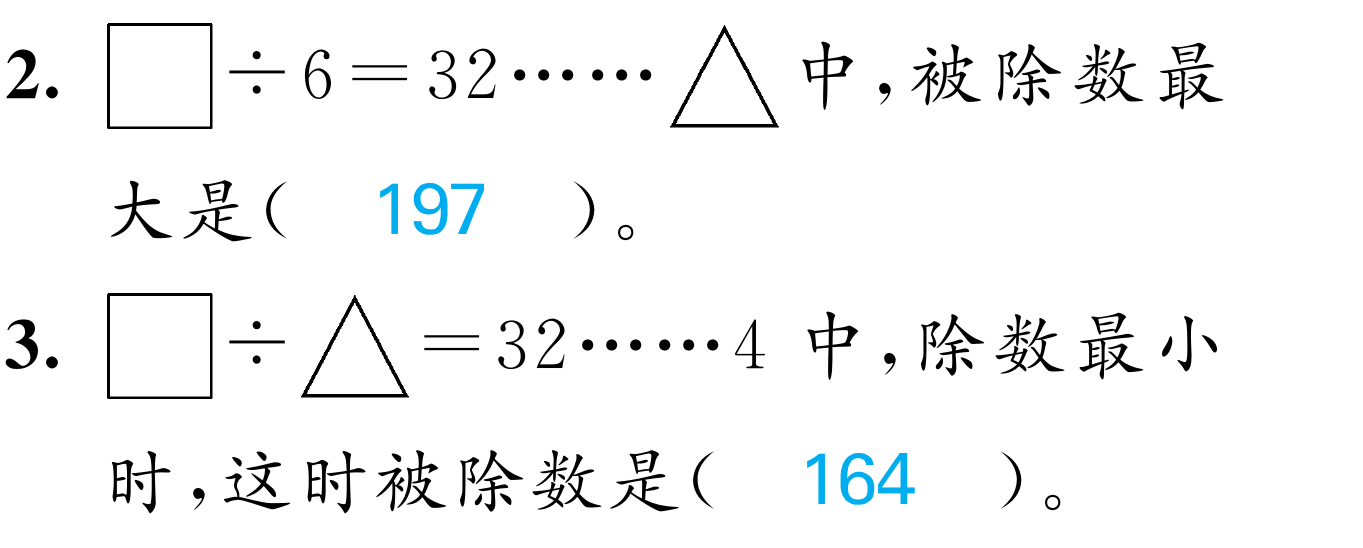 2. □÷6=32……△中,被除数最
大是( 197 )。
3. □÷△=32……4 中,除数最小
时,这时被除数是( 164 )。